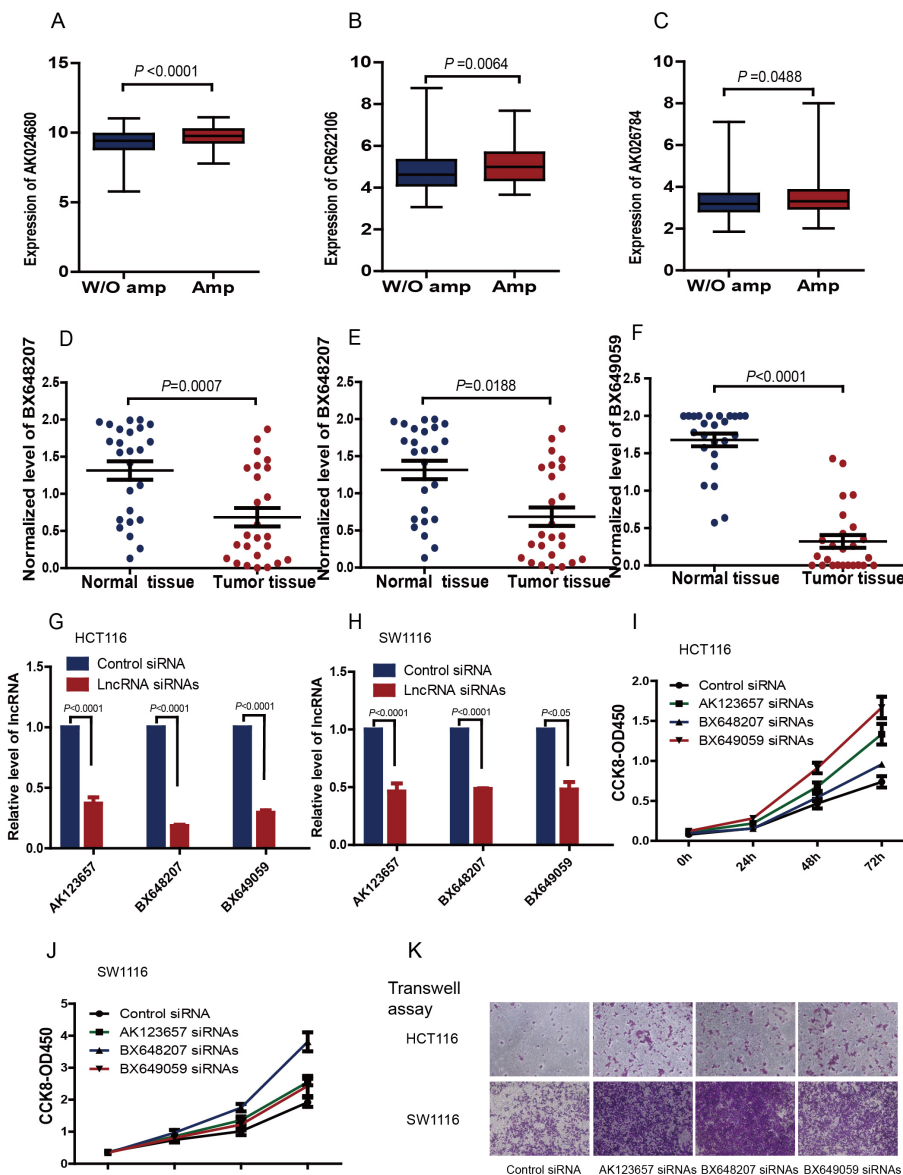 A
P <0.0001
Expression of AK024680
15
10
5
0
W/O amp
Amp
B
P =0.0064
Expression of CR622106
10
8
6
4
2
0
W/O amp
Amp
C
P =0.0488
Expression of AK026784
10
8
6
4
2
0
W/O amp
Amp
D
P=0.0007
Normalized level of BX648207
2.5
2.0
1.5
1.0
0.5
0.0
Normal tissue
Tumor tissue
E
P=0.0188
Normalized level of BX648207
2.5
2.0
1.5
1.0
0.5
0.0
Normal tissue
Tumor tissue
F
P<0.0001
Normalized level of BX649059
2.5
2.0
1.5
1.0
0.5
0.0
Normal tissue
Tumor tissue
G
HCT116
Control siRNA
LncRNA siRNAs
Relative level of lncRNA
1.5
1.0
0.5
0.0
P<0.0001
P<0.0001
P<0.0001
AK123657
BX648207
BX649059
H
SW1116
Control siRNA
LncRNA siRNAs
Relative level of lncRNA
1.5
1.0
0.5
0.0
P<0.0001
P<0.0001
P<0.05
AK123657
BX648207
BX649059
I
HCT116
Control siRNA
AK123657 siRNAs
BX648207 siRNAs
BX649059 siRNAs
CCK8-OD450
2.0
1.5
1.0
0.5
0.0
0h
24h
48h
72h
J
SW1116
Control siRNA
AK123657 siRNAs
BX648207 siRNAs
BX649059 siRNAs
CCK8-OD450
5
4
3
2
1
0
K
Transwell
assay
HCT116
SW1116
Control siRNA
AK123657 siRNAs
BX648207 siRNAs
BX649059 siRNAs